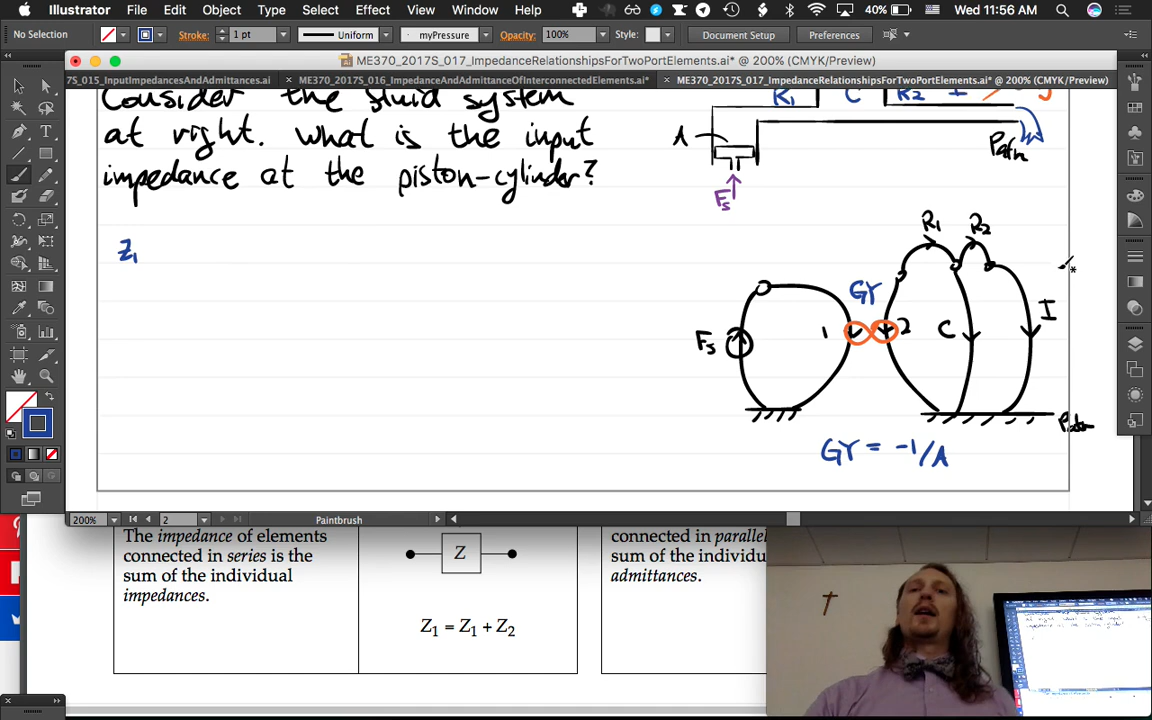 Illustrator File Edit Object Type Select Effect View Window Help 40% Wed 11:56 AM
No Selection Stroke: 1 pt Uniform myPressure Opacity: 100% Style: Document Setup Preferences
ME370_2017S_017_ImpedanceRelationshipsForTwoPortElements.ai* @ 200% (CMYK/Preview)
7S_015_InputImpedancesAndAdmittances.ai ME370_2017S_016_ImpedanceAndAdmittanceOfInterconnectedElements.ai* ME370_2017S_017_ImpedanceRelationshipsForTwoPortElements.ai* @ 200% (CMYK/Preview)
Consider the fluid system
at right. What is the input
impedance at the piston-cylinder?
R1 C R2 I
A
Patm
Fs
Z1
R1 R2
GY
Fs 1 2 C I
Patm
GY = -1/A
200% 2 Paintbrush
The impedance of elements
connected in series is the
sum of the individual
impedances.
Z
Z1 = Z1 + Z2
connected in parallel
sum of the individu
admittances.